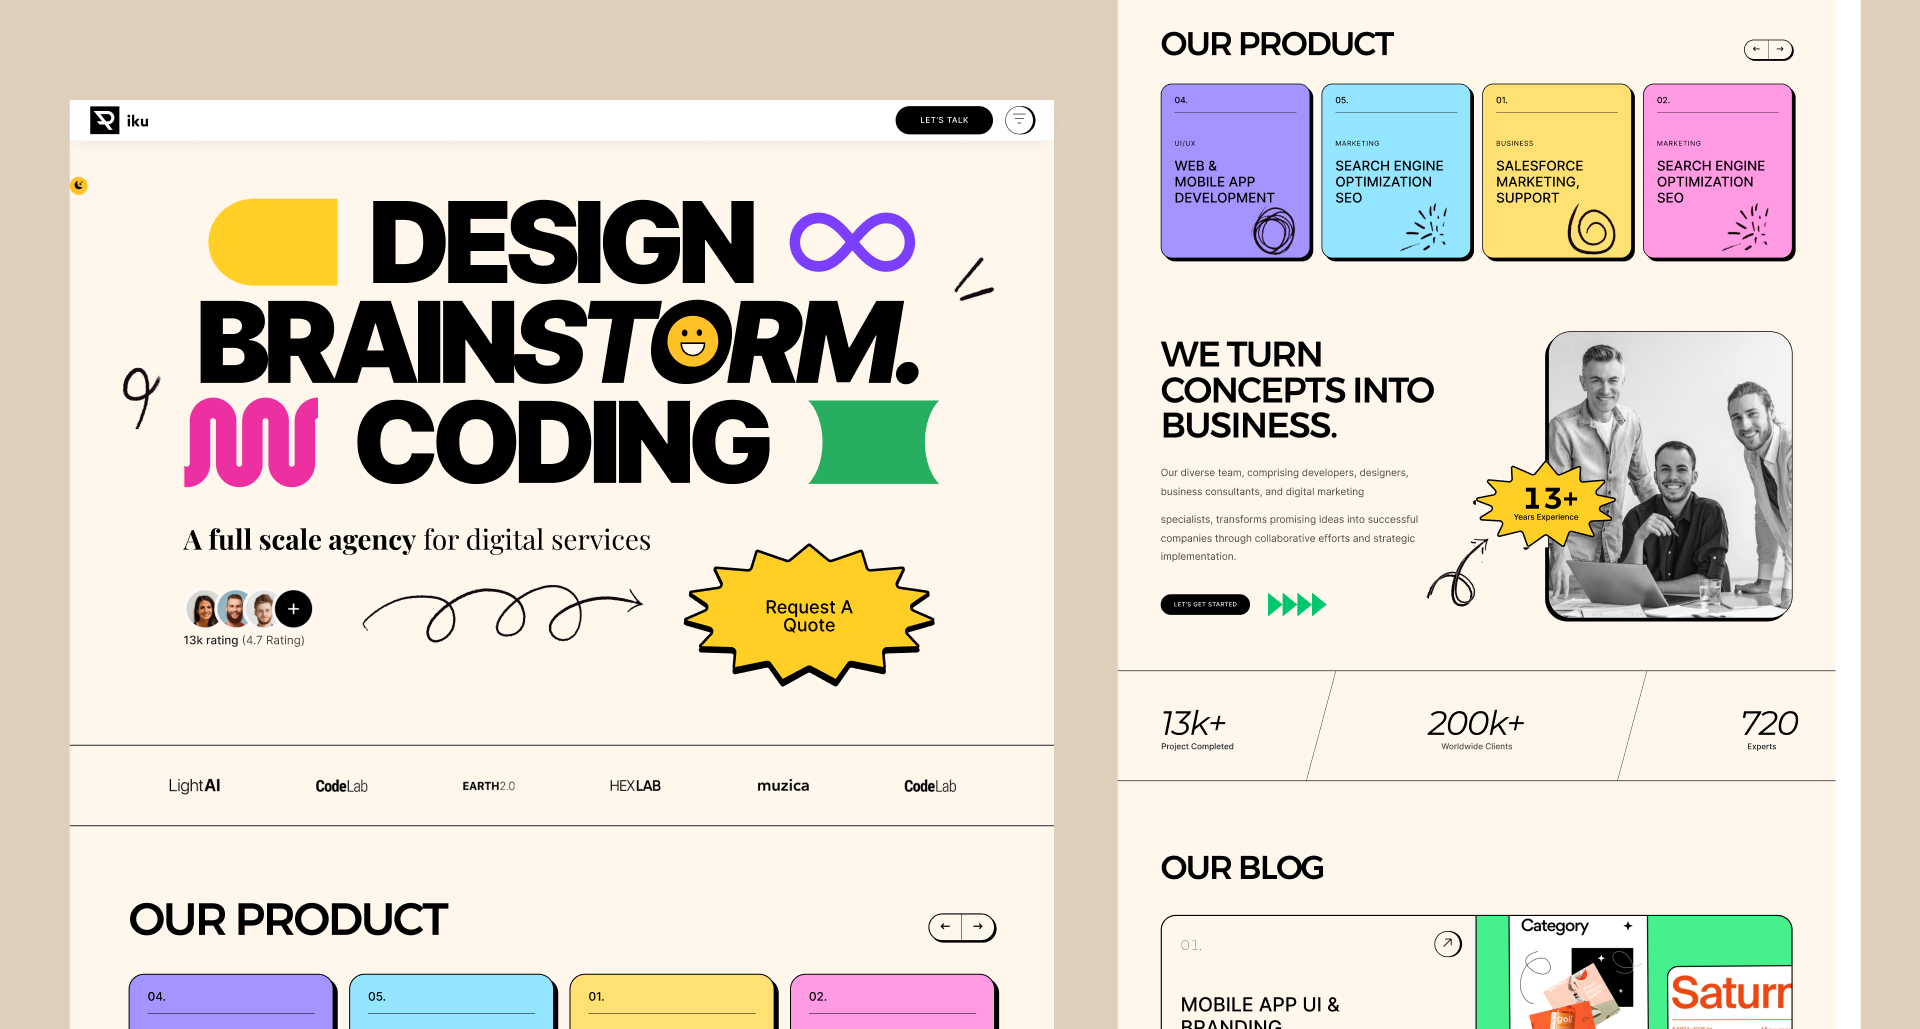 iku
LET'S TALK
DESIGN
BRAINSTORM.
CODING
A full scale agency for digital services
13k rating (4.7 Rating)
Request A
Quote
LightAI
CodeLab
EARTH2.0
HEXLAB
muzica
CodeLab
OUR PRODUCT
04.
05.
01.
02.
OUR PRODUCT
04.
UI/UX
WEB &
MOBILE APP
DEVELOPMENT
05.
MARKETING
SEARCH ENGINE
OPTIMIZATION
SEO
01.
BUSINESS
SALESFORCE
MARKETING,
SUPPORT
02.
MARKETING
SEARCH ENGINE
OPTIMIZATION
SEO
WE TURN
CONCEPTS INTO
BUSINESS.
Our diverse team, comprising developers, designers,
business consultants, and digital marketing
specialists, transforms promising ideas into successful
companies through collaborative efforts and strategic
implementation.
LET'S GET STARTED
13+
Years Experience
13k+
Project Completed
200k+
Worldwide Clients
720
Experts
OUR BLOG
01.
MOBILE APP UI &
BRANDING
Category
Saturn